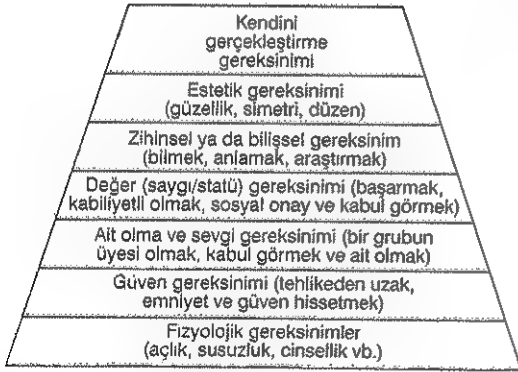 Kendini
gerçekleştirme
gereksinimi
Estetik gereksinimi
(güzellik, simetri, düzen)
Zihinsel ya da bilişsel gereksinim
(bilmek, anlamak, araştırmak)
Değer (saygı/statü) gereksinimi (başarmak,
kabiliyetli olmak, sosyal onay ve kabul görmek)
Ait olma ve sevgi gereksinimi (bir grubun
üyesi olmak, kabul görmek ve ait olmak)
Güven gereksinimi (tehlikeden uzak,
emniyet ve güven hissetmek)
Fizyolojik gereksinimler
(açlık, susuzluk, cinsellik vb.)